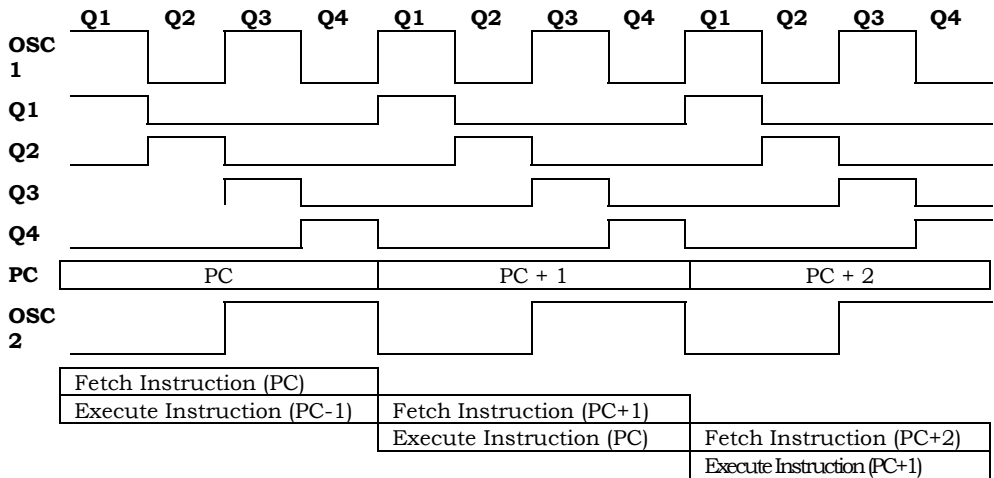 Q1 Q2 Q3 Q4 Q1 Q2 Q3 Q4 Q1 Q2 Q3 Q4
OSC
1
Q1
Q2
Q3
Q4
PC PC PC + 1 PC + 2
OSC
2
Fetch Instruction (PC)
Execute Instruction (PC-1) Fetch Instruction (PC+1)
Execute Instruction (PC) Fetch Instruction (PC+2)
Execute Instruction (PC+1)